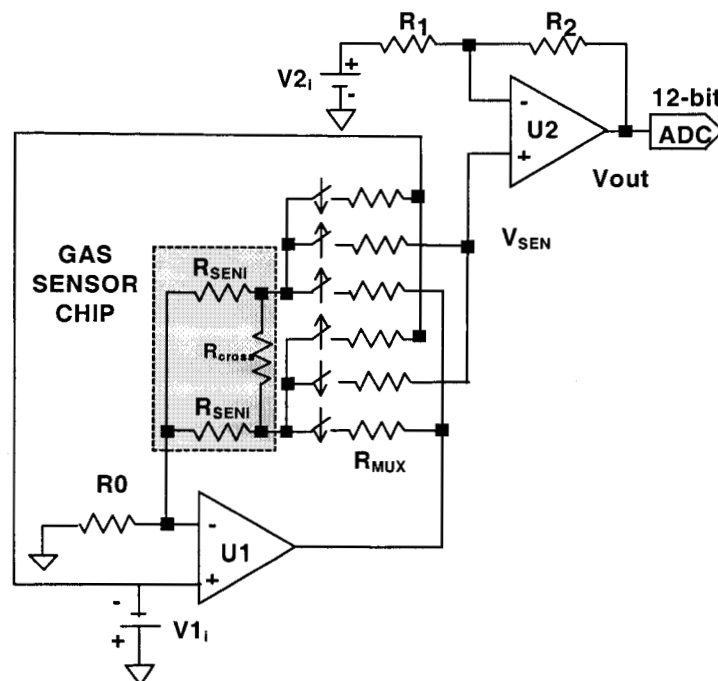 R1
R2
V2i
+
-
12-bit
-
U2
+
ADC
Vout
VSEN
GAS
SENSOR
CHIP
RSENI
Rcross
RSENI
RMUX
R0
-
U1
+
-
+
V1i